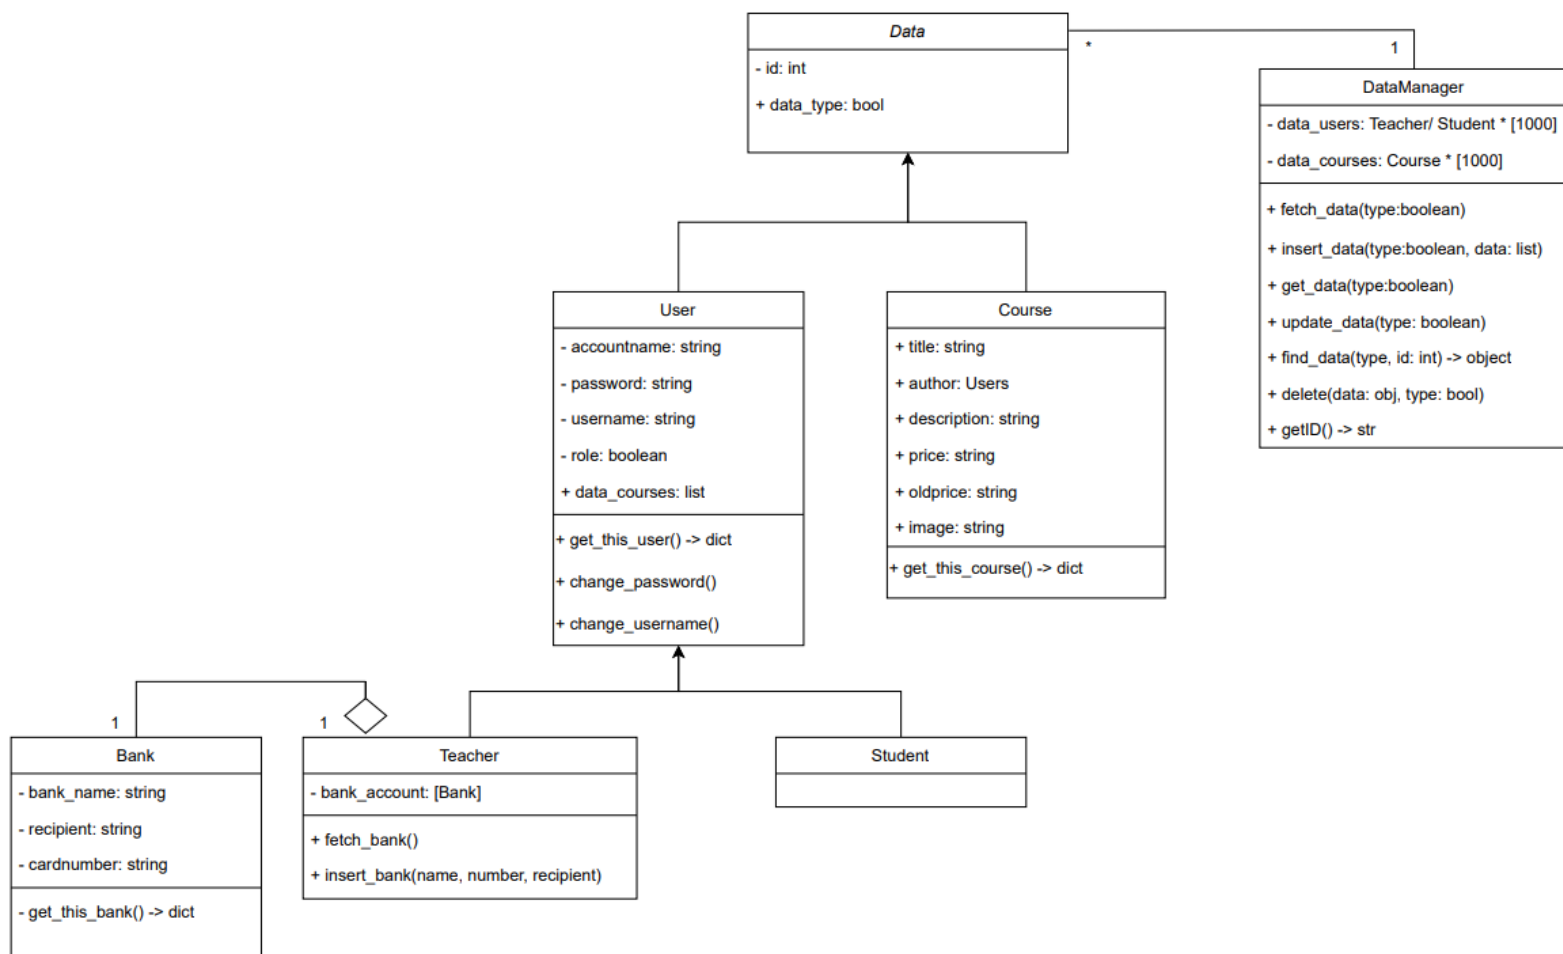 Data
- id: int
+ data_type: bool
*
1
DataManager
- data_users: Teacher/ Student * [1000]
- data_courses: Course * [1000]
+ fetch_data(type:boolean)
+ insert_data(type:boolean, data: list)
+ get_data(type:boolean)
+ update_data(type: boolean)
+ find_data(type, id: int) -> object
+ delete(data: obj, type: bool)
+ getID() -> str
User
- accountname: string
- password: string
- username: string
- role: boolean
+ data_courses: list
+ get_this_user() -> dict
+ change_password()
+ change_username()
Course
+ title: string
+ author: Users
+ description: string
+ price: string
+ oldprice: string
+ image: string
+ get_this_course() -> dict
1
1
Bank
- bank_name: string
- recipient: string
- cardnumber: string
- get_this_bank() -> dict
Teacher
- bank_account: [Bank]
+ fetch_bank()
+ insert_bank(name, number, recipient)
Student